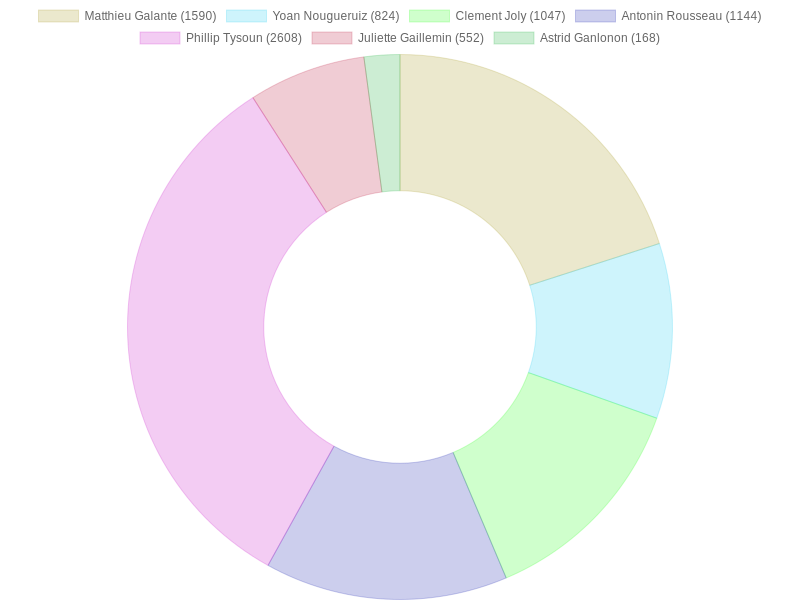 Matthieu Galante (1590) Yoan Nougueruiz (824) Clement Joly (1047) Antonin Rousseau (1144)
Phillip Tysoun (2608) Juliette Gaillemin (552) Astrid Ganlonon (168)